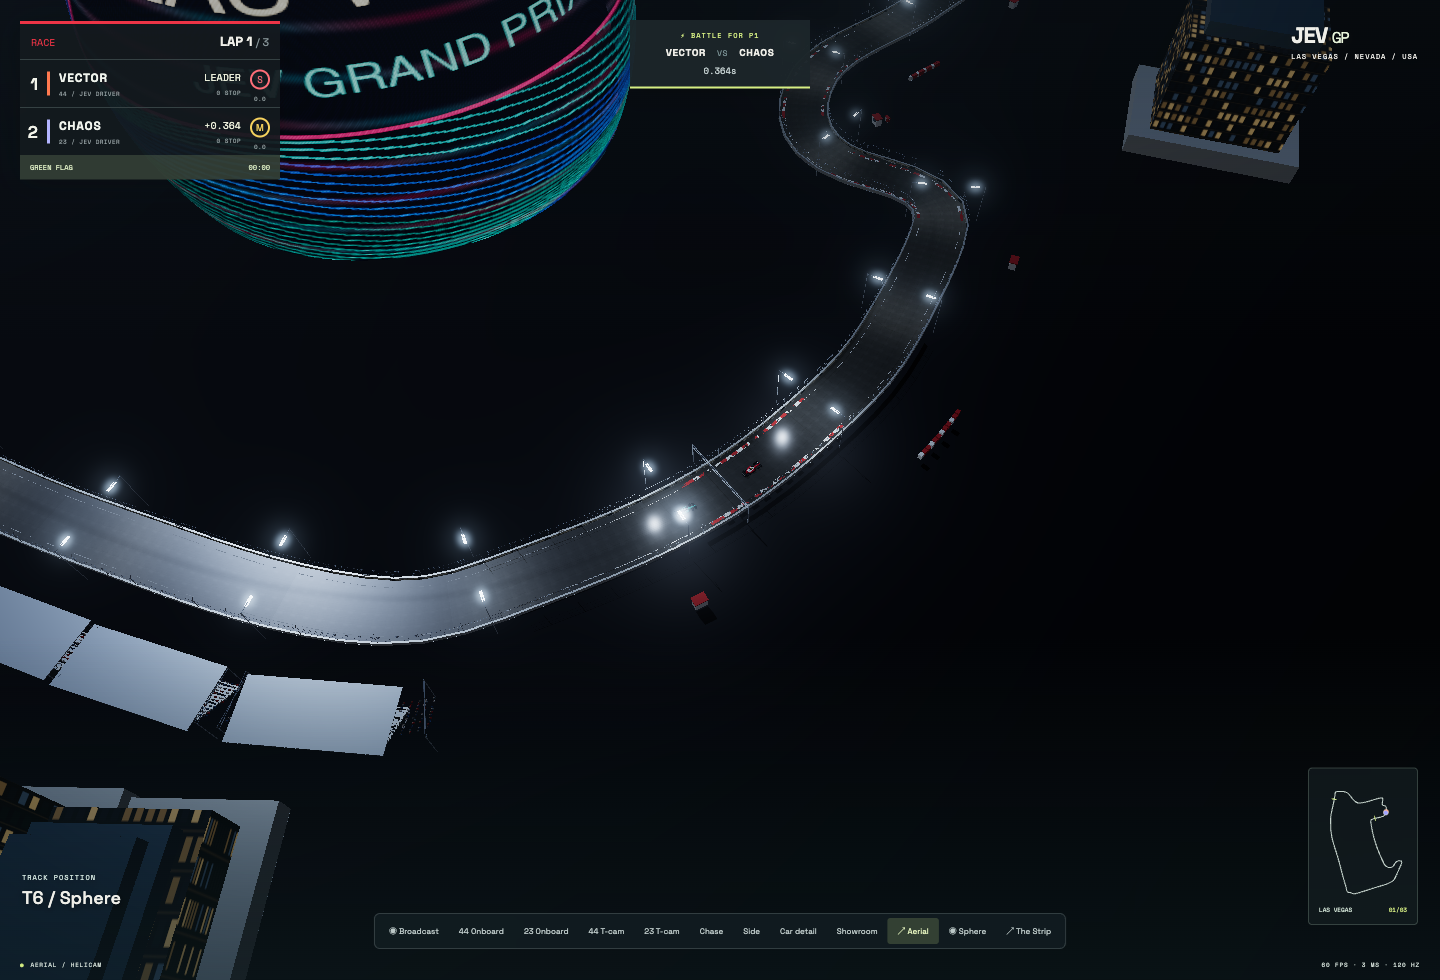 GRAND PRIX
RACE
LAP 1 / 3
1 VECTOR LEADER S
44 / JEV DRIVER 0 STOP 0.0
2 CHAOS +0.364 M
23 / JEV DRIVER 0 STOP 0.0
GREEN FLAG 00:00
⚡ BATTLE FOR P1
VECTOR VS CHAOS
0.364s
JEV GP
LAS VEGAS / NEVADA / USA
TRACK POSITION
T6 / Sphere
AERIAL / HELICAM
Broadcast 44 Onboard 23 Onboard 44 T-cam 23 T-cam Chase Side Car detail Showroom Aerial Sphere The Strip
LAS VEGAS 01/03
60 FPS · 3 MS · 120 HZ